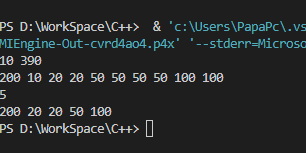 PS D:\WorkSpace\C++>  & 'c:\Users\PapaPc\.vs
MIEngine-Out-cvrd4ao4.p4x' '--stderr=Microso
10 390
200 10 20 20 50 50 50 50 100 100
5
200 20 20 50 100
PS D:\WorkSpace\C++>